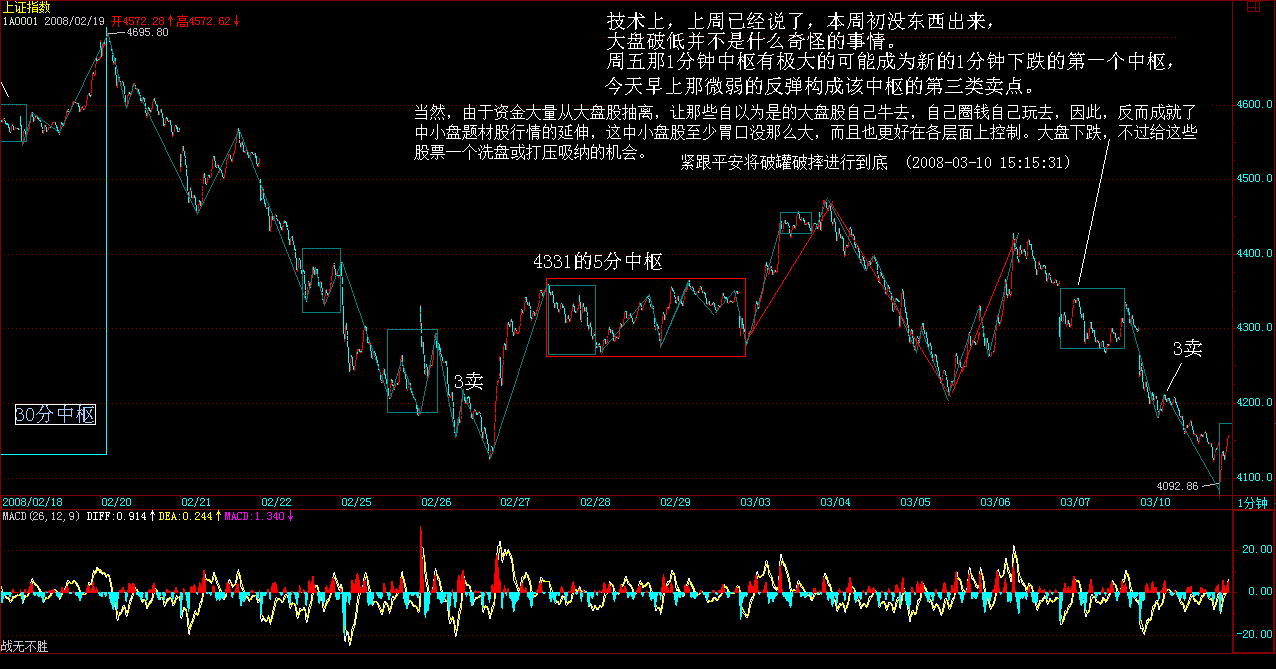 上证指数
1A0001 2008/02/19 开4572.28↑高4572.82↓
4695.80
技术上，上周已经说了，本周初没东西出来，
大盘破低并不是什么奇怪的事情。
周五那1分钟中枢有极大的可能成为新的1分钟下跌的第一个中枢，
今天早上那微弱的反弹构成该中枢的第三类卖点。
当然，由于资金大量从大盘股抽离，让那些自以为是的大盘股自己牛去，自己圈钱自己玩去，因此，反而成就了
中小盘题材股行情的延伸，这中小盘股至少胃口没那么大，而且也更好在各层面上控制。大盘下跌，不过给这些
股票一个洗盘或打压吸纳的机会。
紧跟平安将破罐破摔进行到底 （2008-03-10 15:15:31）
4600.0
4500.0
4400.0
4331的5分中枢
4300.0
3卖
3卖
4200.0
30分中枢
4100.0
4092.86
2008/02/18 02/20 02/21 02/22 02/25 02/26 02/27 02/28 02/29 03/03 03/04 03/05 03/06 03/07 03/10 1分钟
MACD(26,12,9) DIFF:0.914↑DEA:0.244↑MACD:1.340↓
20.00
0.00
-20.00
战无不胜